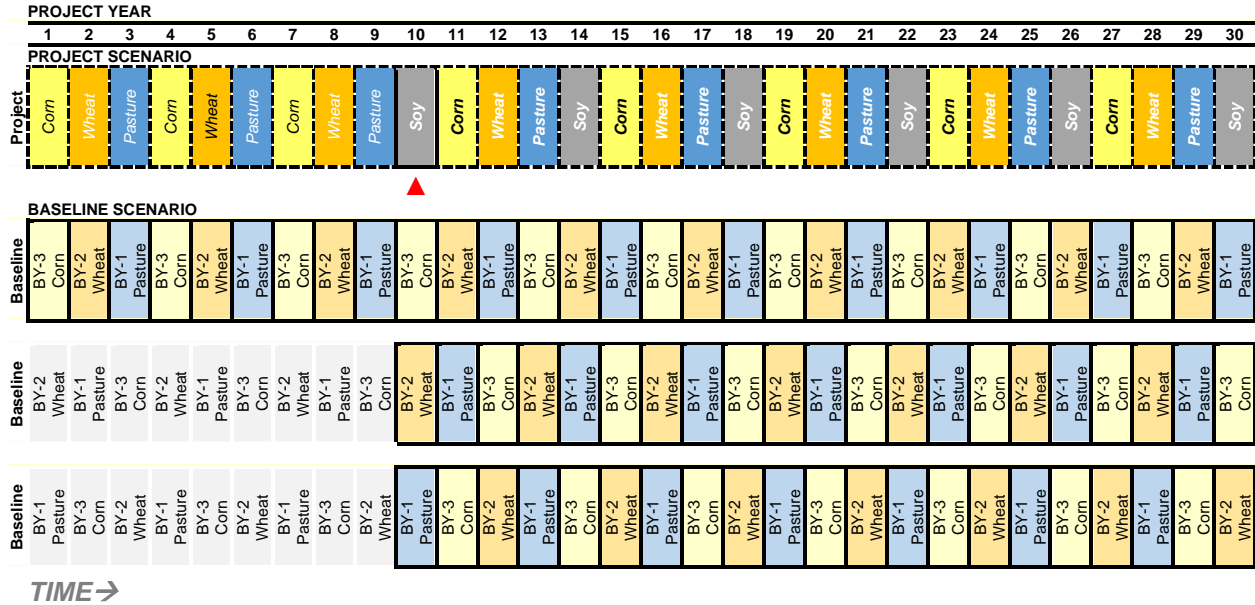 PROJECT YEAR
1 2 3 4 5 6 7 8 9 10 11 12 13 14 15 16 17 18 19 20 21 22 23 24 25 26 27 28 29 30
PROJECT SCENARIO
Project
Corn Wheat Pasture Corn Wheat Pasture Corn Wheat Pasture Soy Corn Wheat Pasture Soy Corn Wheat Pasture Soy Corn Wheat Pasture Soy Corn Wheat Pasture Soy Corn Wheat Pasture Soy
BASELINE SCENARIO
Baseline
BY-3 Corn BY-2 Wheat BY-1 Pasture BY-3 Corn BY-2 Wheat BY-1 Pasture BY-3 Corn BY-2 Wheat BY-1 Pasture BY-3 Corn BY-2 Wheat BY-1 Pasture BY-3 Corn BY-2 Wheat BY-1 Pasture BY-3 Corn BY-2 Wheat BY-1 Pasture BY-3 Corn BY-2 Wheat BY-1 Pasture BY-3 Corn BY-2 Wheat BY-1 Pasture BY-3 Corn BY-2 Wheat BY-1 Pasture BY-3 Corn BY-2 Wheat BY-1 Pasture
Baseline
BY-2 Wheat BY-1 Pasture BY-3 Corn BY-2 Wheat BY-1 Pasture BY-3 Corn BY-2 Wheat BY-1 Pasture BY-3 Corn BY-2 Wheat BY-1 Pasture BY-3 Corn BY-2 Wheat BY-1 Pasture BY-3 Corn BY-2 Wheat BY-1 Pasture BY-3 Corn BY-2 Wheat BY-1 Pasture BY-3 Corn BY-2 Wheat BY-1 Pasture BY-3 Corn BY-2 Wheat BY-1 Pasture BY-3 Corn BY-2 Wheat BY-1 Pasture BY-3 Corn
Baseline
BY-1 Pasture BY-3 Corn BY-2 Wheat BY-1 Pasture BY-3 Corn BY-2 Wheat BY-1 Pasture BY-3 Corn BY-2 Wheat BY-1 Pasture BY-3 Corn BY-2 Wheat BY-1 Pasture BY-3 Corn BY-2 Wheat BY-1 Pasture BY-3 Corn BY-2 Wheat BY-1 Pasture BY-3 Corn BY-2 Wheat BY-1 Pasture BY-3 Corn BY-2 Wheat BY-1 Pasture BY-3 Corn BY-2 Wheat BY-1 Pasture BY-3 Corn BY-2 Wheat
TIME→